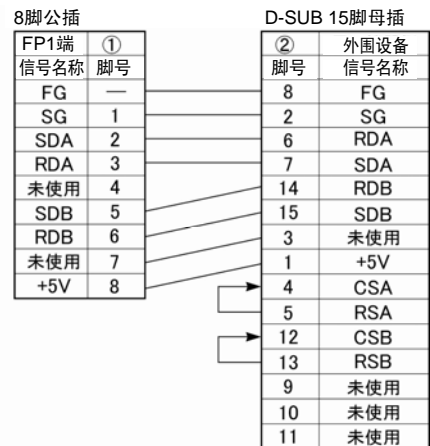 8脚公插 D-SUB 15脚母插
FP1端 ① ② 外围设备
信号名称 脚号 脚号 信号名称
FG — 8 FG
SG 1 2 SG
SDA 2 6 RDA
RDA 3 7 SDA
未使用 4 14 RDB
SDB 5 15 SDB
RDB 6 3 未使用
未使用 7 1 +5V
+5V 8 4 CSA
5 RSA
12 CSB
13 RSB
9 未使用
10 未使用
11 未使用